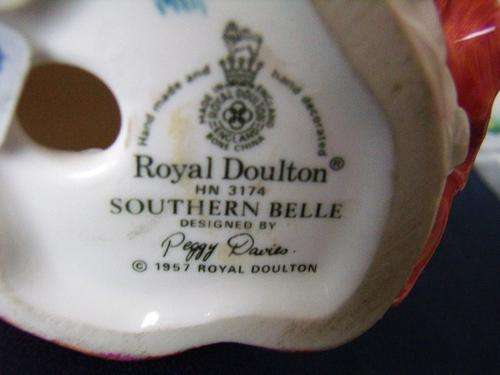 Hand made and hand decorated
MADE IN ENGLAND
ROYAL DOULTON
ENGLAND
BONE CHINA
Royal Doulton®
HN 3174
SOUTHERN BELLE
DESIGNED BY
Peggy Davies.
© 1957 ROYAL DOULTON